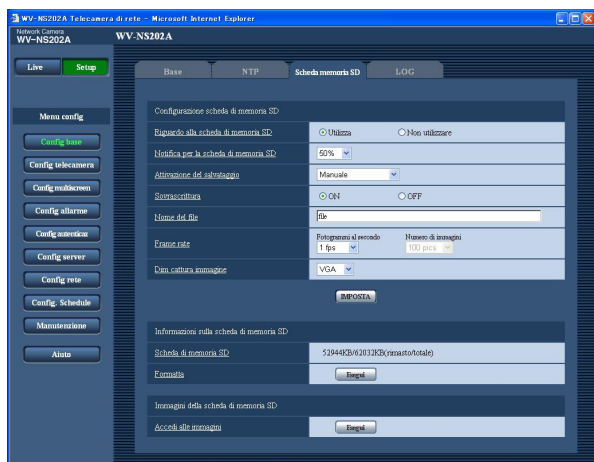 WV-NS202A Telecamera di rete - Microsoft Internet Explorer
Network Camera
WV-NS202A
WV-NS202A
Live Setup
Base NTP Scheda memoria SD LOG
Menu config
Config base
Config telecamera
Config multiscreen
Config allarme
Config autenticaz
Config server
Config rete
Config. Schedule
Manutenzione
Aiuto
Configurazione scheda di memoria SD
Riguardo alla scheda di memoria SD Utilizza Non utilizzare
Notifica per la scheda di memoria SD 50%
Attivazione del salvataggio Manuale
Sovrascrittura ON OFF
Nome del file file
Fotogrammi al secondo Numero di immagini
Frame rate 1 fps 100 pics
Dim cattura immagine VGA
IMPOSTA
Informazioni sulla scheda di memoria SD
Scheda di memoria SD 52944KB/62032KB(rimasto/totale)
Formatta Esegui
Immagini della scheda di memoria SD
Accedi alle immagini Esegui